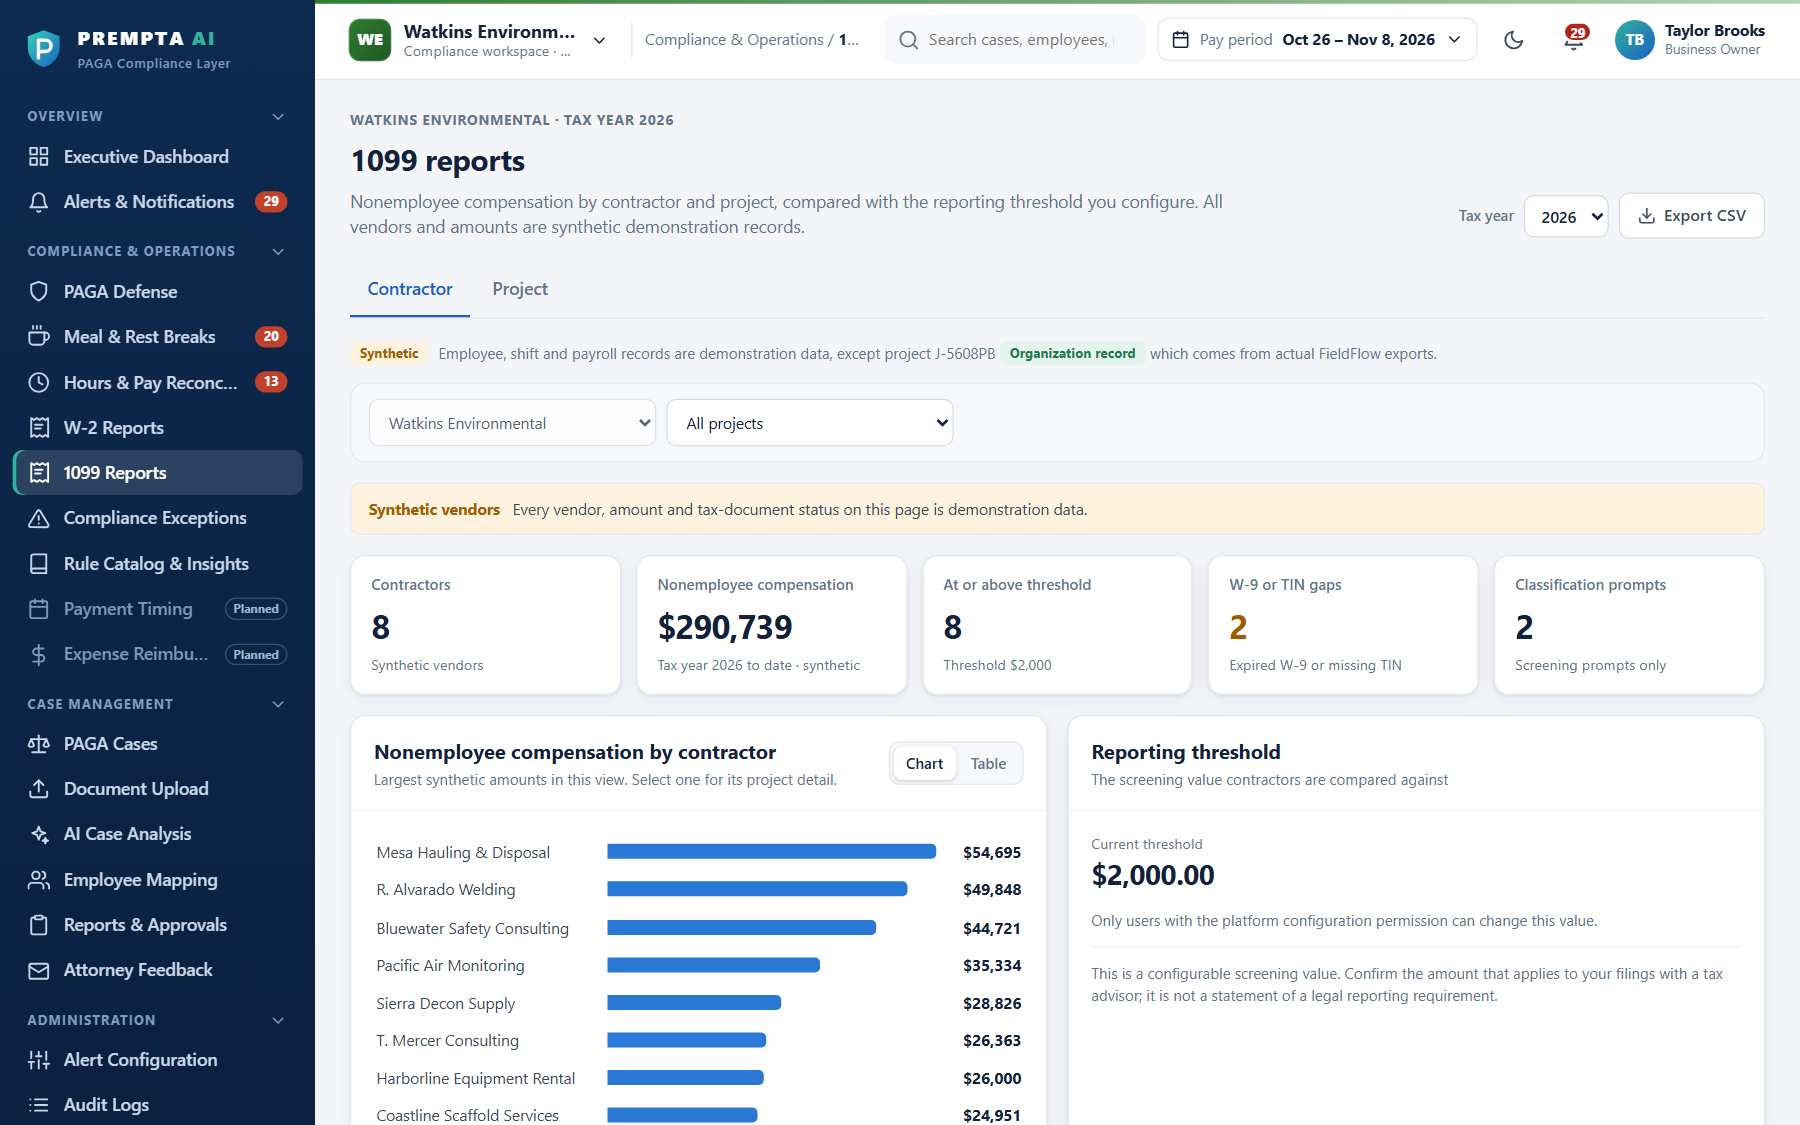 PREMPTA AI
PAGA Compliance Layer
OVERVIEW
Executive Dashboard
Alerts & Notifications 29
COMPLIANCE & OPERATIONS
PAGA Defense
Meal & Rest Breaks 20
Hours & Pay Reconc... 13
W-2 Reports
1099 Reports
Compliance Exceptions
Rule Catalog & Insights
Payment Timing Planned
Expense Reimbu... Planned
CASE MANAGEMENT
PAGA Cases
Document Upload
AI Case Analysis
Employee Mapping
Reports & Approvals
Attorney Feedback
ADMINISTRATION
Alert Configuration
Audit Logs
WE
Watkins Environm...
Compliance workspace · ...
Compliance & Operations / 1...
Search cases, employees,
Pay period Oct 26 – Nov 8, 2026
29
TB
Taylor Brooks
Business Owner
WATKINS ENVIRONMENTAL · TAX YEAR 2026
1099 reports
Nonemployee compensation by contractor and project, compared with the reporting threshold you configure. All
vendors and amounts are synthetic demonstration records.
Tax year 2026 Export CSV
Contractor Project
Synthetic Employee, shift and payroll records are demonstration data, except project J-5608PB Organization record which comes from actual FieldFlow exports.
Watkins Environmental All projects
Synthetic vendors Every vendor, amount and tax-document status on this page is demonstration data.
Contractors
8
Synthetic vendors
Nonemployee compensation
$290,739
Tax year 2026 to date · synthetic
At or above threshold
8
Threshold $2,000
W-9 or TIN gaps
2
Expired W-9 or missing TIN
Classification prompts
2
Screening prompts only
Nonemployee compensation by contractor
Largest synthetic amounts in this view. Select one for its project detail.
Chart Table
Mesa Hauling & Disposal $54,695
R. Alvarado Welding $49,848
Bluewater Safety Consulting $44,721
Pacific Air Monitoring $35,334
Sierra Decon Supply $28,826
T. Mercer Consulting $26,363
Harborline Equipment Rental $26,000
Coastline Scaffold Services $24,951
Reporting threshold
The screening value contractors are compared against
Current threshold
$2,000.00
Only users with the platform configuration permission can change this value.
This is a configurable screening value. Confirm the amount that applies to your filings with a tax
advisor; it is not a statement of a legal reporting requirement.